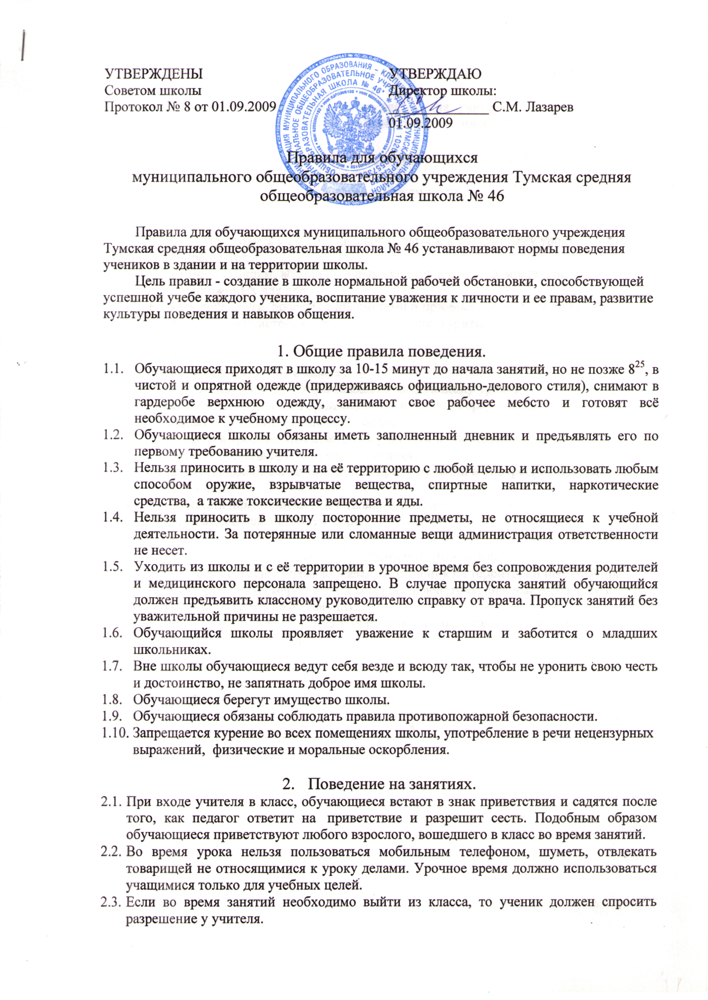 УТВЕРЖДЕНЫ
Советом школы
Протокол № 8 от 01.09.2009
УТВЕРЖДАЮ
Директор школы:
С.М. Лазарев
01.09.2009
Правила для обучающихся
муниципального общеобразовательного учреждения Тумская средняя
общеобразовательная школа № 46
Правила для обучающихся муниципального общеобразовательного учреждения
Тумская средняя общеобразовательная школа № 46 устанавливают нормы поведения
учеников в здании и на территории школы.
Цель правил - создание в школе нормальной рабочей обстановки, способствующей
успешной учебе каждого ученика, воспитание уважения к личности и ее правам, развитие
культуры поведения и навыков общения.
1. Общие правила поведения.
1.1. Обучающиеся приходят в школу за 10-15 минут до начала занятий, но не позже 8²⁵, в
чистой и опрятной одежде (придерживаясь официально-делового стиля), снимают в
гардеробе верхнюю одежду, занимают свое рабочее ме6сто и готовят всё
необходимое к учебному процессу.
1.2. Обучающиеся школы обязаны иметь заполненный дневник и предъявлять его по
первому требованию учителя.
1.3. Нельзя приносить в школу и на её территорию с любой целью и использовать любым
способом оружие, взрывчатые вещества, спиртные напитки, наркотические
средства, а также токсические вещества и яды.
1.4. Нельзя приносить в школу посторонние предметы, не относящиеся к учебной
деятельности. За потерянные или сломанные вещи администрация ответственности
не несет.
1.5. Уходить из школы и с её территории в урочное время без сопровождения родителей
и медицинского персонала запрещено. В случае пропуска занятий обучающийся
должен предъявить классному руководителю справку от врача. Пропуск занятий без
уважительной причины не разрешается.
1.6. Обучающийся школы проявляет уважение к старшим и заботится о младших
школьниках.
1.7. Вне школы обучающиеся ведут себя везде и всюду так, чтобы не уронить свою честь
и достоинство, не запятнать доброе имя школы.
1.8. Обучающиеся берегут имущество школы.
1.9. Обучающиеся обязаны соблюдать правила противопожарной безопасности.
1.10. Запрещается курение во всех помещениях школы, употребление в речи нецензурных
выражений, физические и моральные оскорбления.
2. Поведение на занятиях.
2.1. При входе учителя в класс, обучающиеся встают в знак приветствия и садятся после
того, как педагог ответит на приветствие и разрешит сесть. Подобным образом
обучающиеся приветствуют любого взрослого, вошедшего в класс во время занятий.
2.2. Во время урока нельзя пользоваться мобильным телефоном, шуметь, отвлекать
товарищей не относящимися к уроку делами. Урочное время должно использоваться
учащимися только для учебных целей.
2.3. Если во время занятий необходимо выйти из класса, то ученик должен спросить
разрешение у учителя.